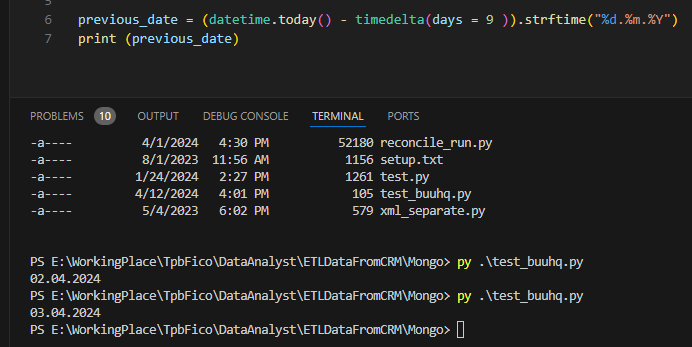 6 previous_date = (datetime.today() - timedelta(days = 9 )).strftime("%d.%m.%Y")
7 print (previous_date)
PROBLEMS 10 OUTPUT DEBUG CONSOLE TERMINAL PORTS
-a---- 4/1/2024 4:30 PM 52180 reconcile_run.py
-a---- 8/1/2023 11:56 AM 1156 setup.txt
-a---- 1/24/2024 2:27 PM 1261 test.py
-a---- 4/12/2024 4:01 PM 105 test_buuhq.py
-a---- 5/4/2023 6:02 PM 579 xml_separate.py
PS E:\WorkingPlace\TpbFico\DataAnalyst\ETLDataFromCRM\Mongo> py .\test_buuhq.py
02.04.2024
PS E:\WorkingPlace\TpbFico\DataAnalyst\ETLDataFromCRM\Mongo> py .\test_buuhq.py
03.04.2024
PS E:\WorkingPlace\TpbFico\DataAnalyst\ETLDataFromCRM\Mongo>